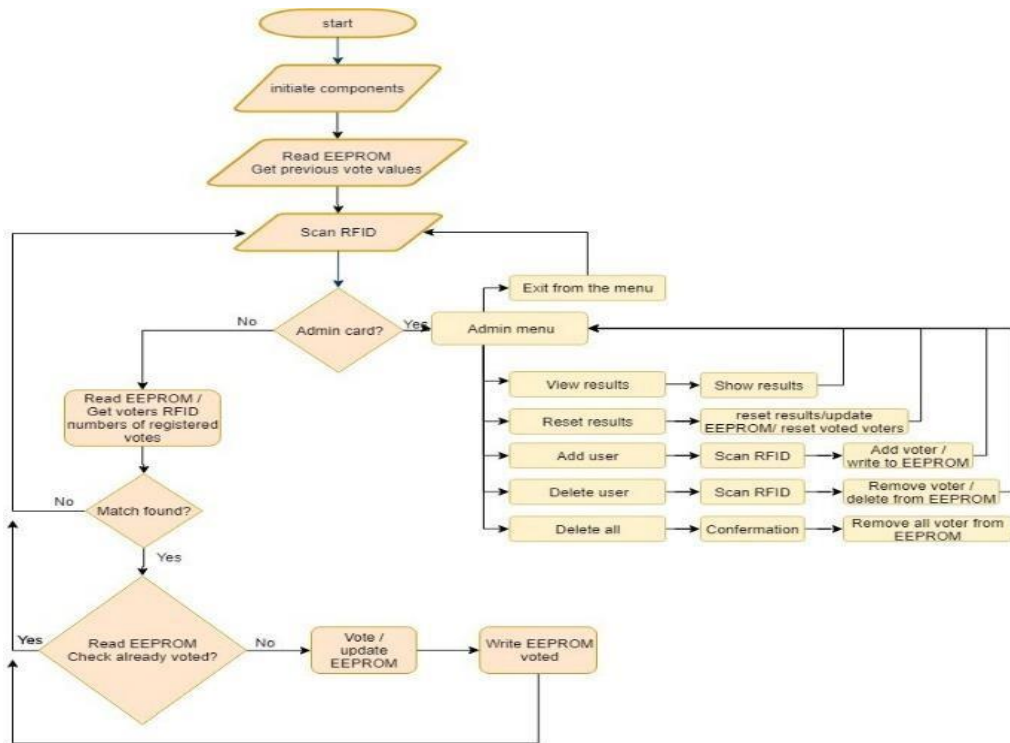 start
initiate components
Read EEPROM
Get previous vote values
Scan RFID
Exit from the menu
No
Admin card?
Yes
Admin menu
View results
Show results
Read EEPROM /
Get voters RFID
numbers of registered
votes
Reset results
reset results/update
EEPROM/ reset voted voters
Add user
Scan RFID
Add voter /
write to EEPROM
Delete user
Scan RFID
Remove voter /
delete from EEPROM
No
Match found?
Delete all
Confermation
Remove all voter from
EEPROM
Yes
Yes
Read EEPROM
Check already voted?
No
Vote /
update
EEPROM
Write EEPROM
voted